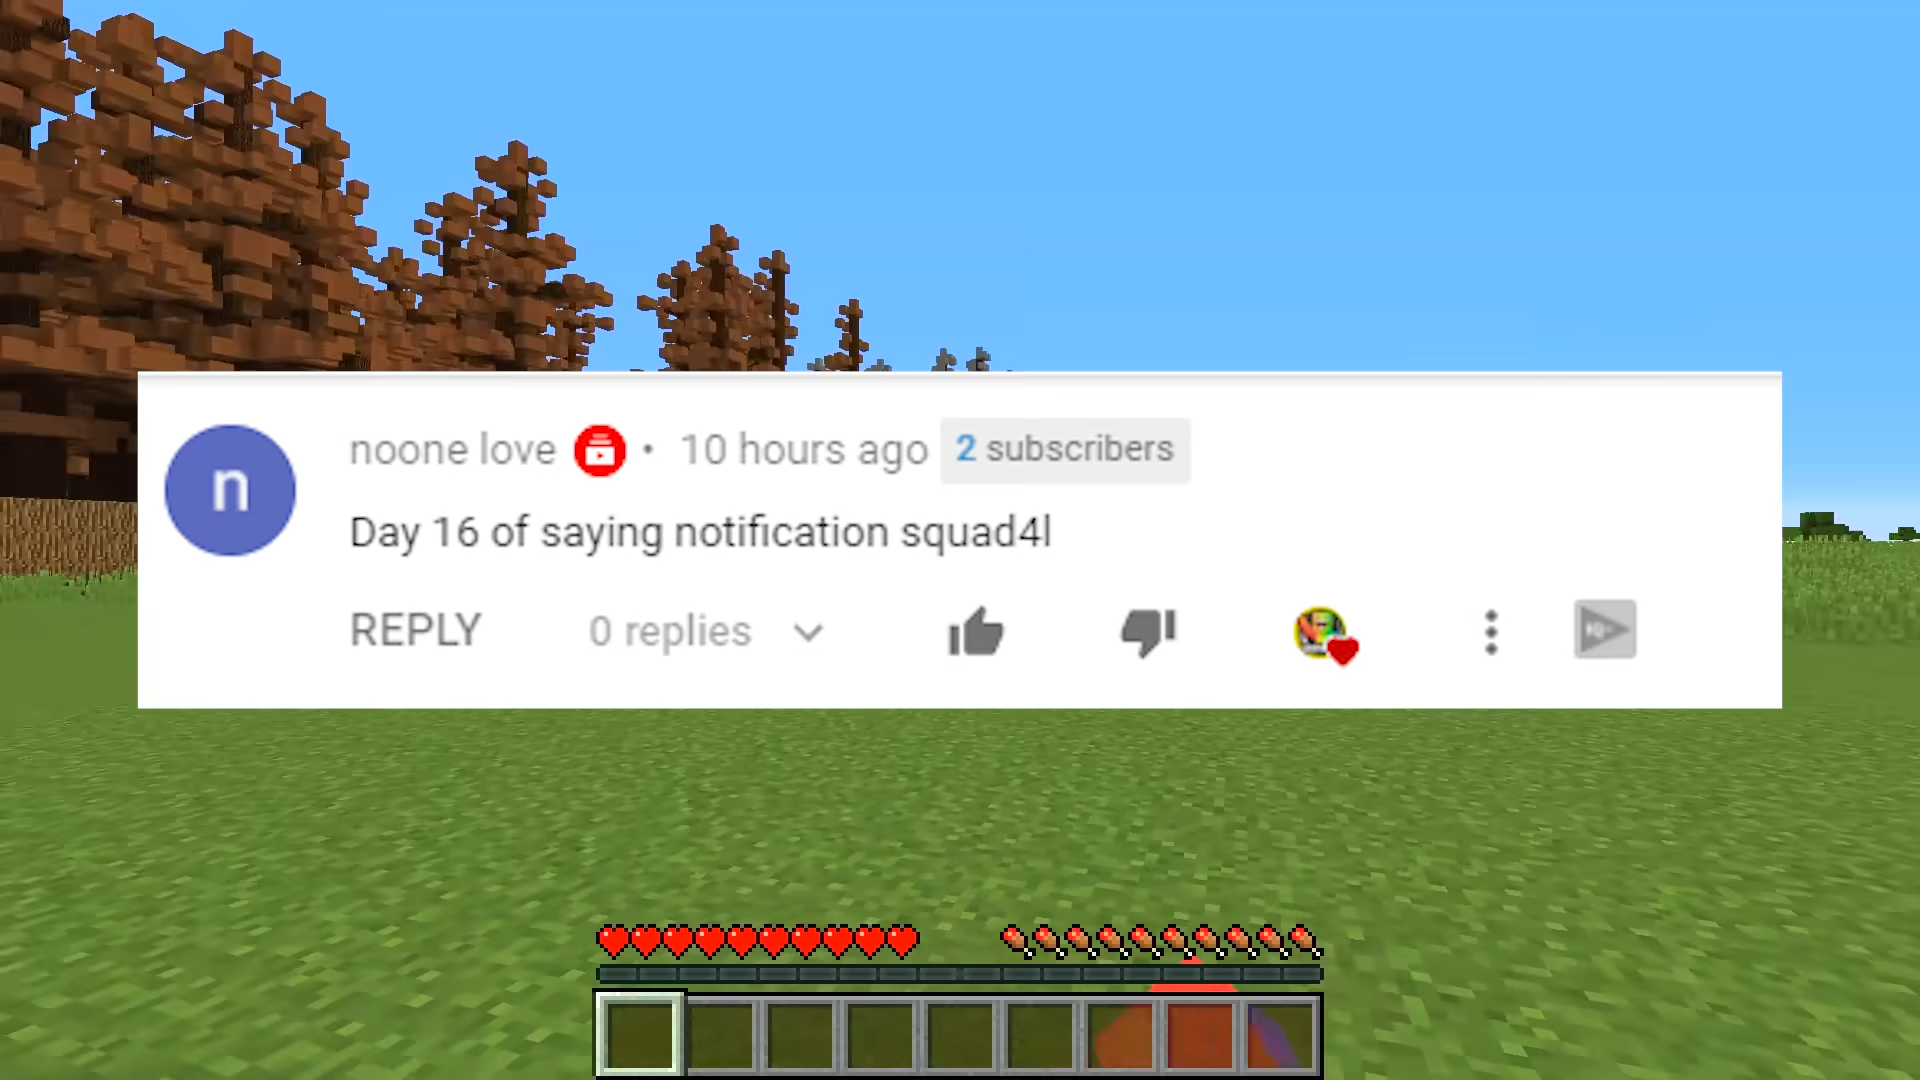 n
noone love • 10 hours ago 2 subscribers
Day 16 of saying notification squad4l
REPLY 0 replies